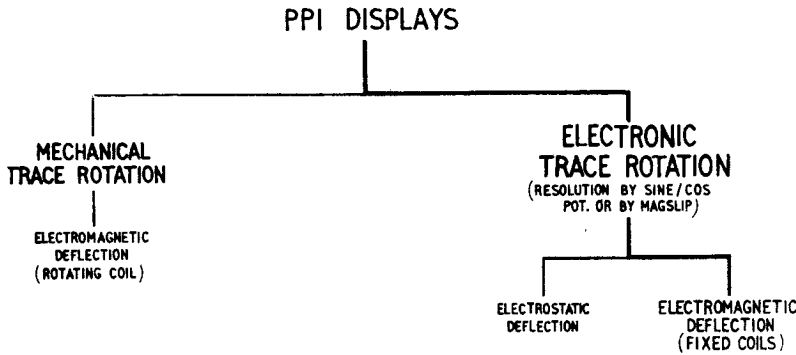 PPI DISPLAYS
MECHANICAL
TRACE ROTATION
ELECTROMAGNETIC
DEFLECTION
(ROTATING COIL)
ELECTRONIC
TRACE ROTATION
(RESOLUTION BY SINE/COS
POT. OR BY MAGSLIP)
ELECTROSTATIC
DEFLECTION
ELECTROMAGNETIC
DEFLECTION
(FIXED COILS)